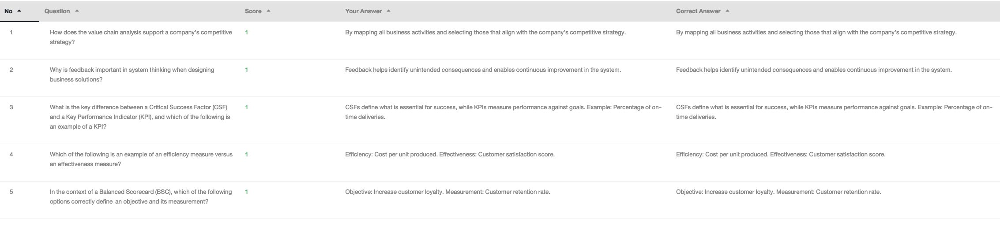 No Question Score Your Answer Correct Answer
1 How does the value chain analysis support a company's competitive 1 By mapping all business activities and selecting those that align with the company's competitive strategy. By mapping all business activities and selecting those that align with the company's competitive strategy.
strategy?
2 Why is feedback important in system thinking when designing 1 Feedback helps identify unintended consequences and enables continuous improvement in the system. Feedback helps identify unintended consequences and enables continuous improvement in the system.
business solutions?
3 What is the key difference between a Critical Success Factor (CSF) 1 CSFs define what is essential for success, while KPIs measure performance against goals. Example: Percentage of on- CSFs define what is essential for success, while KPIs measure performance against goals. Example: Percentage of on-
and a Key Performance Indicator (KPI), and which of the following is time deliveries. time deliveries.
an example of a KPI?
4 Which of the following is an example of an efficiency measure versus 1 Efficiency: Cost per unit produced. Effectiveness: Customer satisfaction score. Efficiency: Cost per unit produced. Effectiveness: Customer satisfaction score.
an effectiveness measure?
5 In the context of a Balanced Scorecard (BSC), which of the following 1 Objective: Increase customer loyalty. Measurement: Customer retention rate. Objective: Increase customer loyalty. Measurement: Customer retention rate.
options correctly define an objective and its measurement?